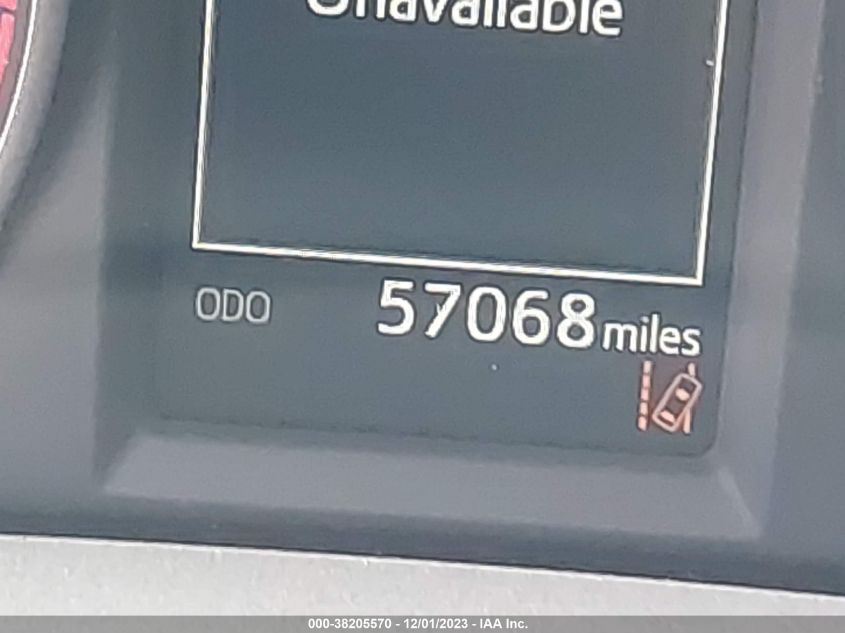 Unavailable
ODO 57068 miles
000-38205570 - 12/01/2023 - IAA Inc.